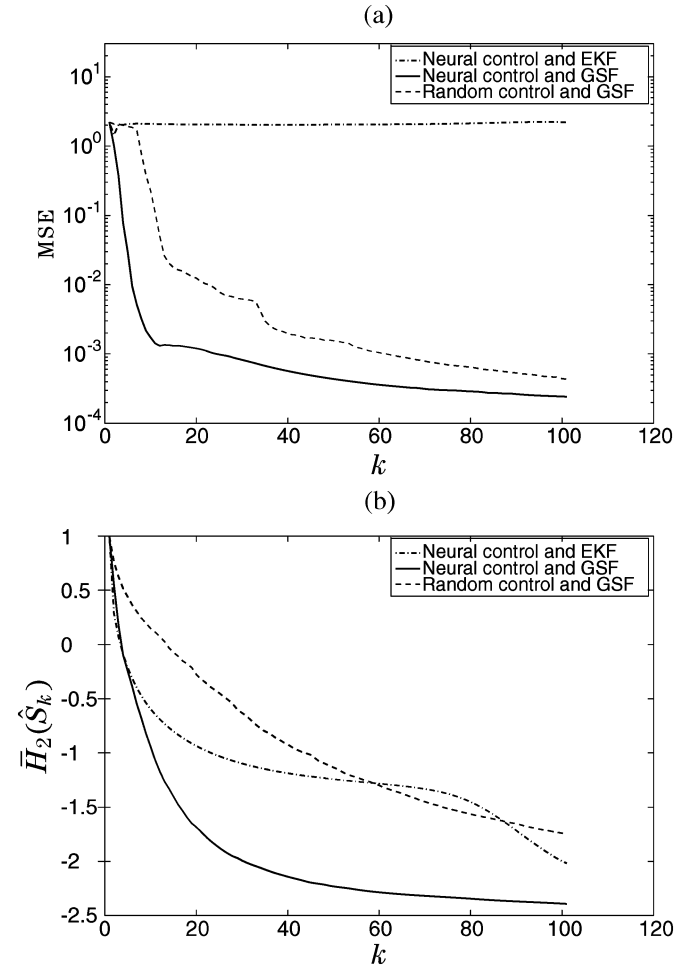 (a)
Neural control and EKF
Neural control and GSF
Random control and GSF
10^1
10^0
10^-1
10^-2
10^-3
10^-4
MSE
0 20 40 60 80 100 120
k
(b)
Neural control and EKF
Neural control and GSF
Random control and GSF
1
0.5
0
-0.5
-1
-1.5
-2
-2.5
H̄₂(Ŝₖ)
0 20 40 60 80 100 120
k